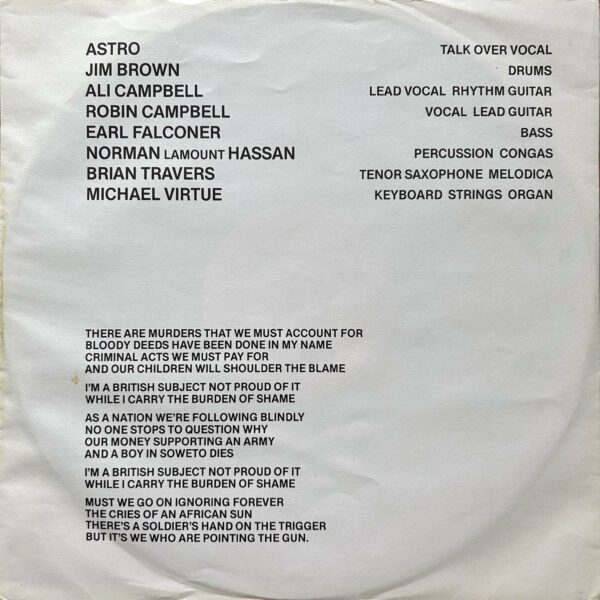 ASTRO TALK OVER VOCAL
JIM BROWN DRUMS
ALI CAMPBELL LEAD VOCAL RHYTHM GUITAR
ROBIN CAMPBELL VOCAL LEAD GUITAR
EARL FALCONER BASS
NORMAN LAMOUNT HASSAN PERCUSSION CONGAS
BRIAN TRAVERS TENOR SAXOPHONE MELODICA
MICHAEL VIRTUE KEYBOARD STRINGS ORGAN
THERE ARE MURDERS THAT WE MUST ACCOUNT FOR
BLOODY DEEDS HAVE BEEN DONE IN MY NAME
CRIMINAL ACTS WE MUST PAY FOR
AND OUR CHILDREN WILL SHOULDER THE BLAME
I'M A BRITISH SUBJECT NOT PROUD OF IT
WHILE I CARRY THE BURDEN OF SHAME
AS A NATION WE'RE FOLLOWING BLINDLY
NO ONE STOPS TO QUESTION WHY
OUR MONEY SUPPORTING AN ARMY
AND A BOY IN SOWETO DIES
I'M A BRITISH SUBJECT NOT PROUD OF IT
WHILE I CARRY THE BURDEN OF SHAME
MUST WE GO ON IGNORING FOREVER
THE CRIES OF AN AFRICAN SUN
THERE'S A SOLDIER'S HAND ON THE TRIGGER
BUT IT'S WE WHO ARE POINTING THE GUN.